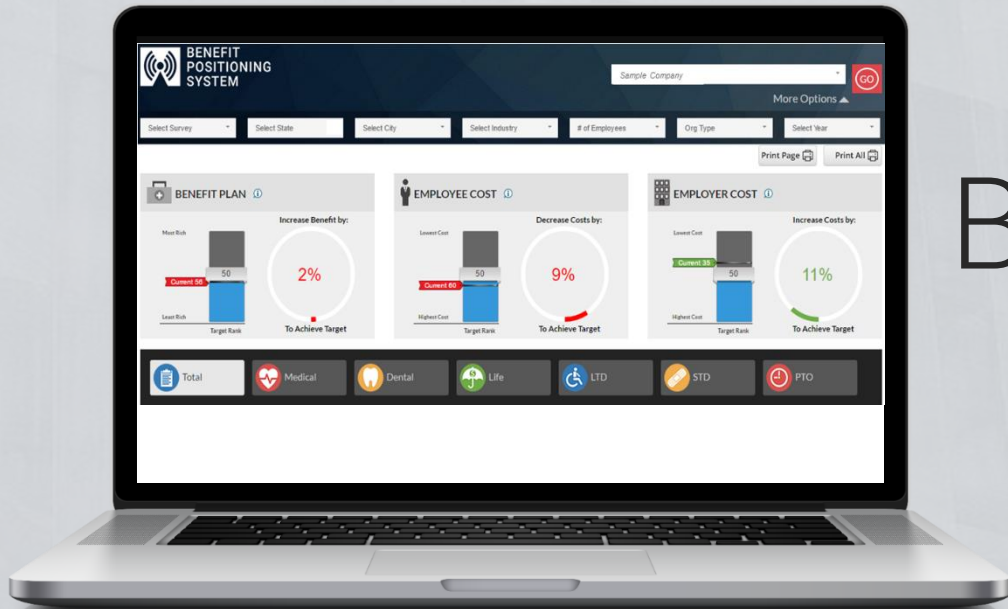 BENEFIT
POSITIONING
SYSTEM
Sample Company
GO
More Options
Select Survey
Select State
Select City
Select Industry
# of Employees
Org Type
Select Year
Print Page
Print All
BENEFIT PLAN
Increase Benefit by:
Most Rich
50
Current 56
2%
Least Rich
Target Rank
To Achieve Target
EMPLOYEE COST
Decrease Costs by:
Lowest Cost
50
Current 60
9%
Highest Cost
Target Rank
To Achieve Target
EMPLOYER COST
Increase Costs by:
Lowest Cost
Current 35
50
11%
Highest Cost
Target Rank
To Achieve Target
Total
Medical
Dental
Life
LTD
STD
PTO
B